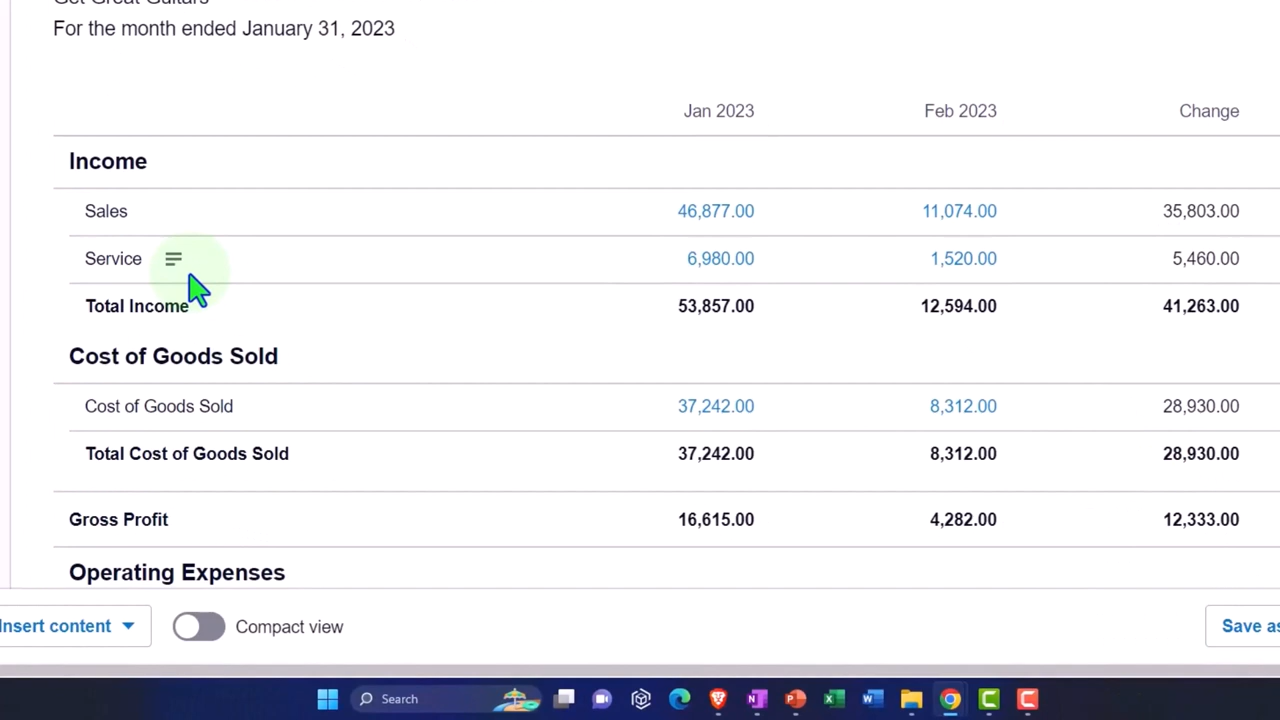 For the month ended January 31, 2023
Jan 2023 Feb 2023 Change
Income
Sales 46,877.00 11,074.00 35,803.00
Service 6,980.00 1,520.00 5,460.00
Total Income 53,857.00 12,594.00 41,263.00
Cost of Goods Sold
Cost of Goods Sold 37,242.00 8,312.00 28,930.00
Total Cost of Goods Sold 37,242.00 8,312.00 28,930.00
Gross Profit 16,615.00 4,282.00 12,333.00
Operating Expenses
Insert content Compact view Save as
Search